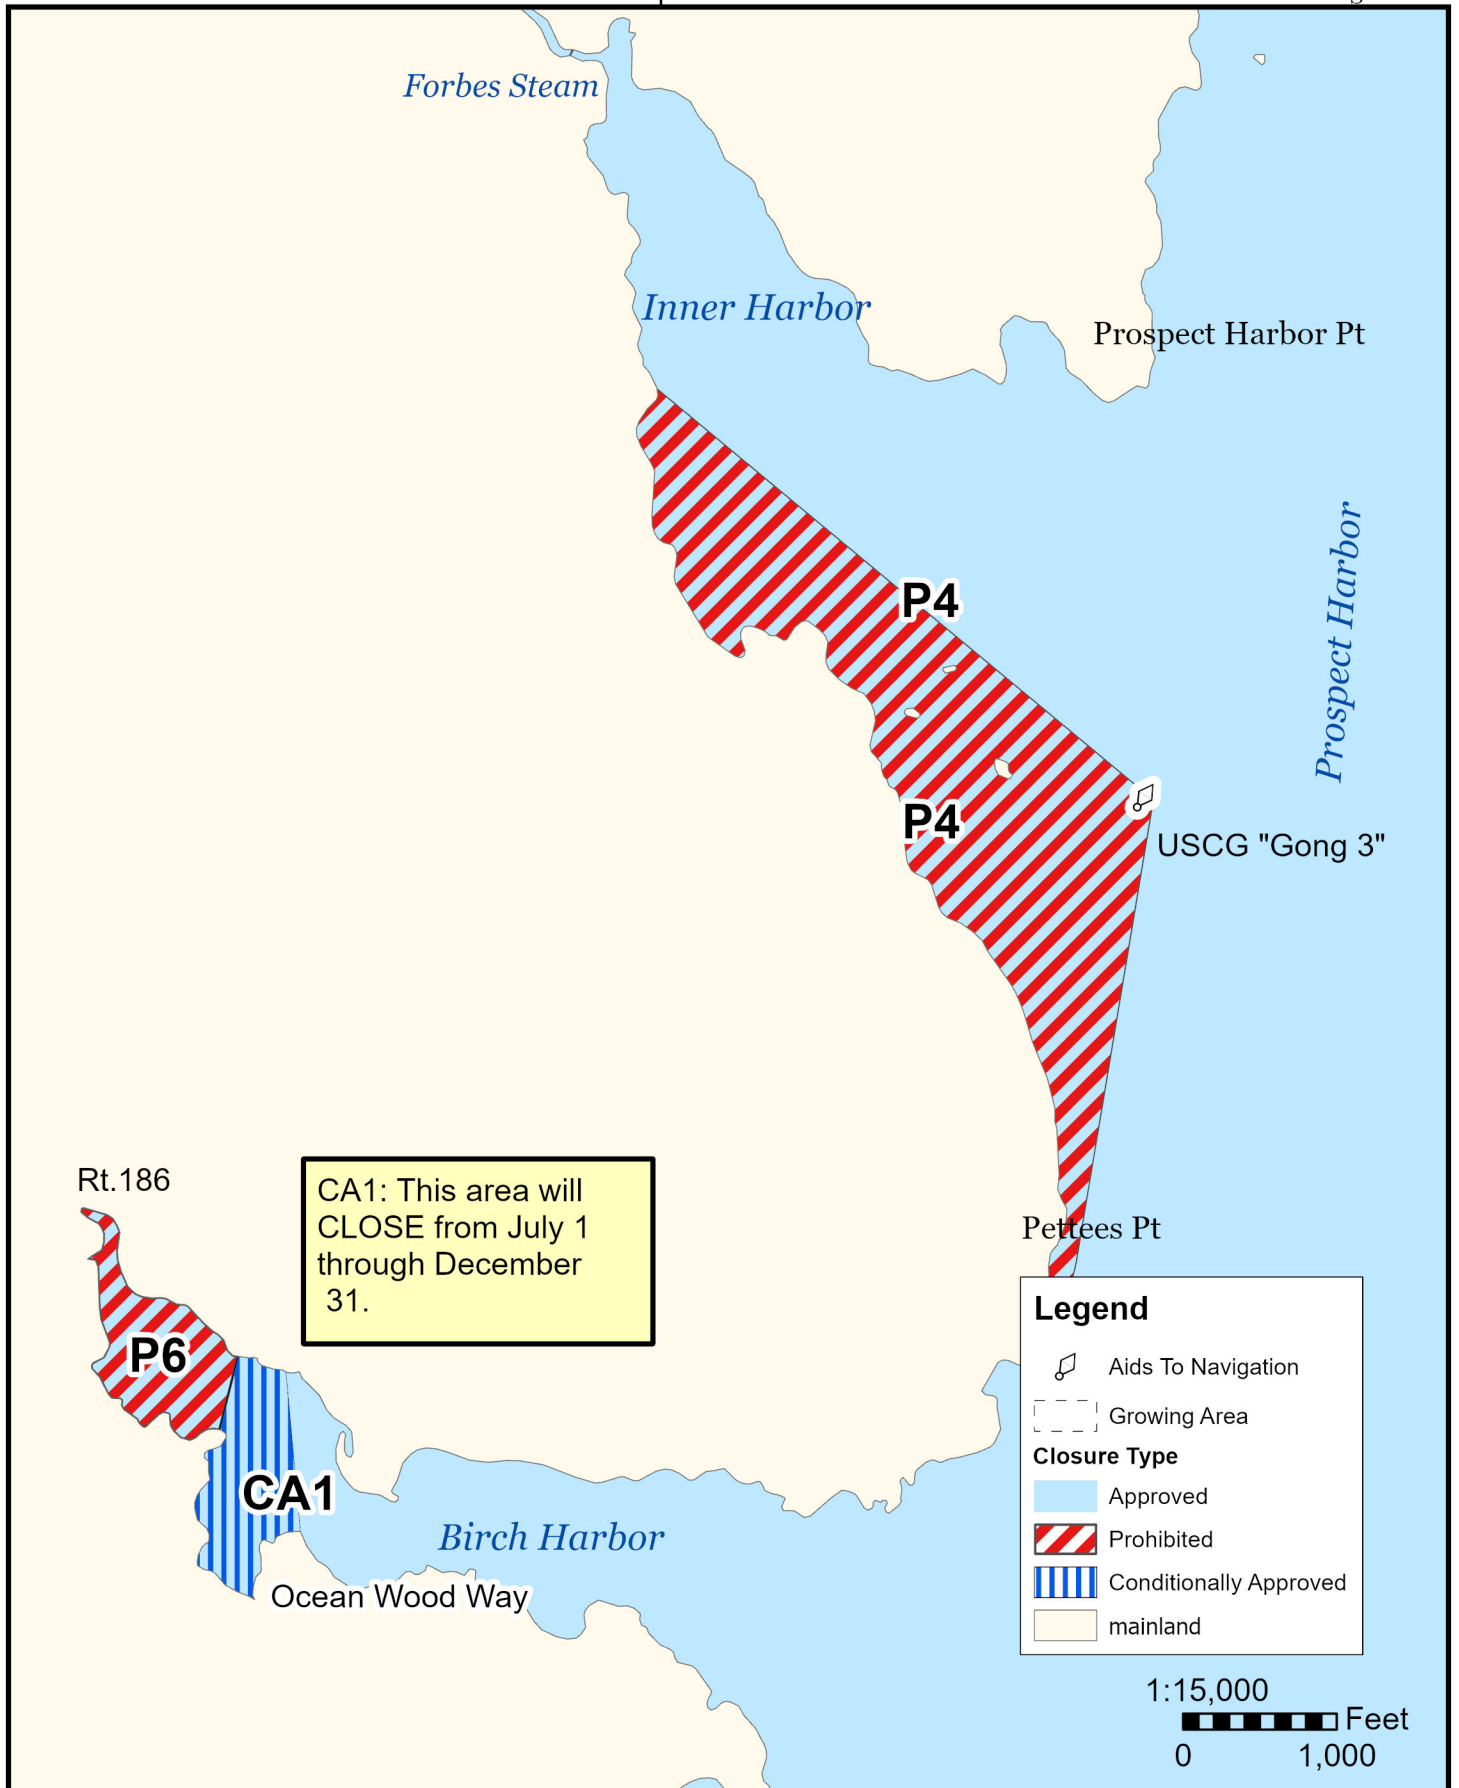 Forbes Steam
Inner Harbor
Prospect Harbor Pt
Prospect Harbor
P4
P4
USCG "Gong 3"
Rt.186
CA1: This area will
CLOSE from July 1
through December
31.
Pettees Pt
P6
CA1
Birch Harbor
Ocean Wood Way
Legend
Aids To Navigation
Growing Area
Closure Type
Approved
Prohibited
Conditionally Approved
mainland
1:15,000
Feet
0 1,000